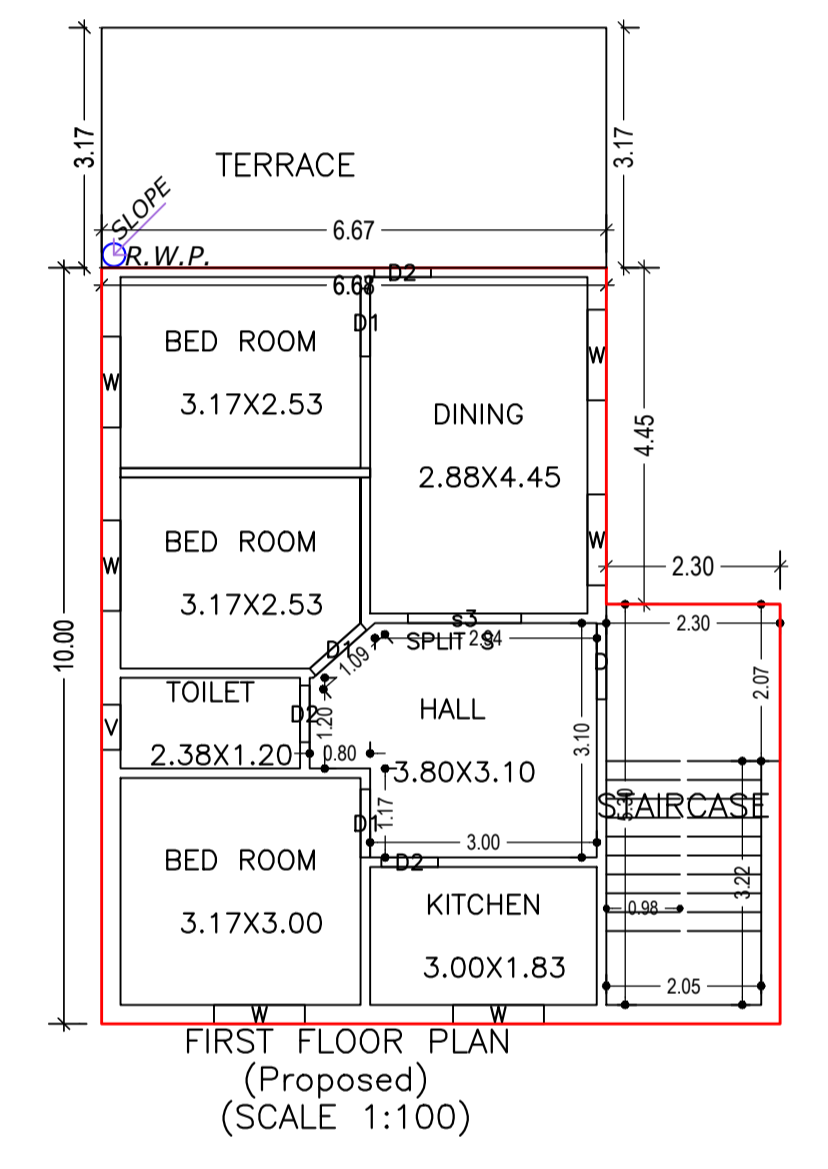 3.17
3.17
TERRACE
SLOPE
6.67
R.W.P.
D2
6.68
D1
BED ROOM
W
W
3.17X2.53
DINING
4.45
2.88X4.45
BED ROOM
W
W
2.30
3.17X2.53
10.00
s3
2.30
D1
SPLIT S
2.94
1.09
D
2.07
TOILET
D2
1.20
HALL
V
3.10
2.38X1.20
0.80
3.80X3.10
STAIRCASE
5.30
D1
1.17
3.00
BED ROOM
D2
3.22
KITCHEN
0.98
3.17X3.00
3.00X1.83
2.05
W
W
FIRST FLOOR PLAN
(Proposed)
(SCALE 1:100)